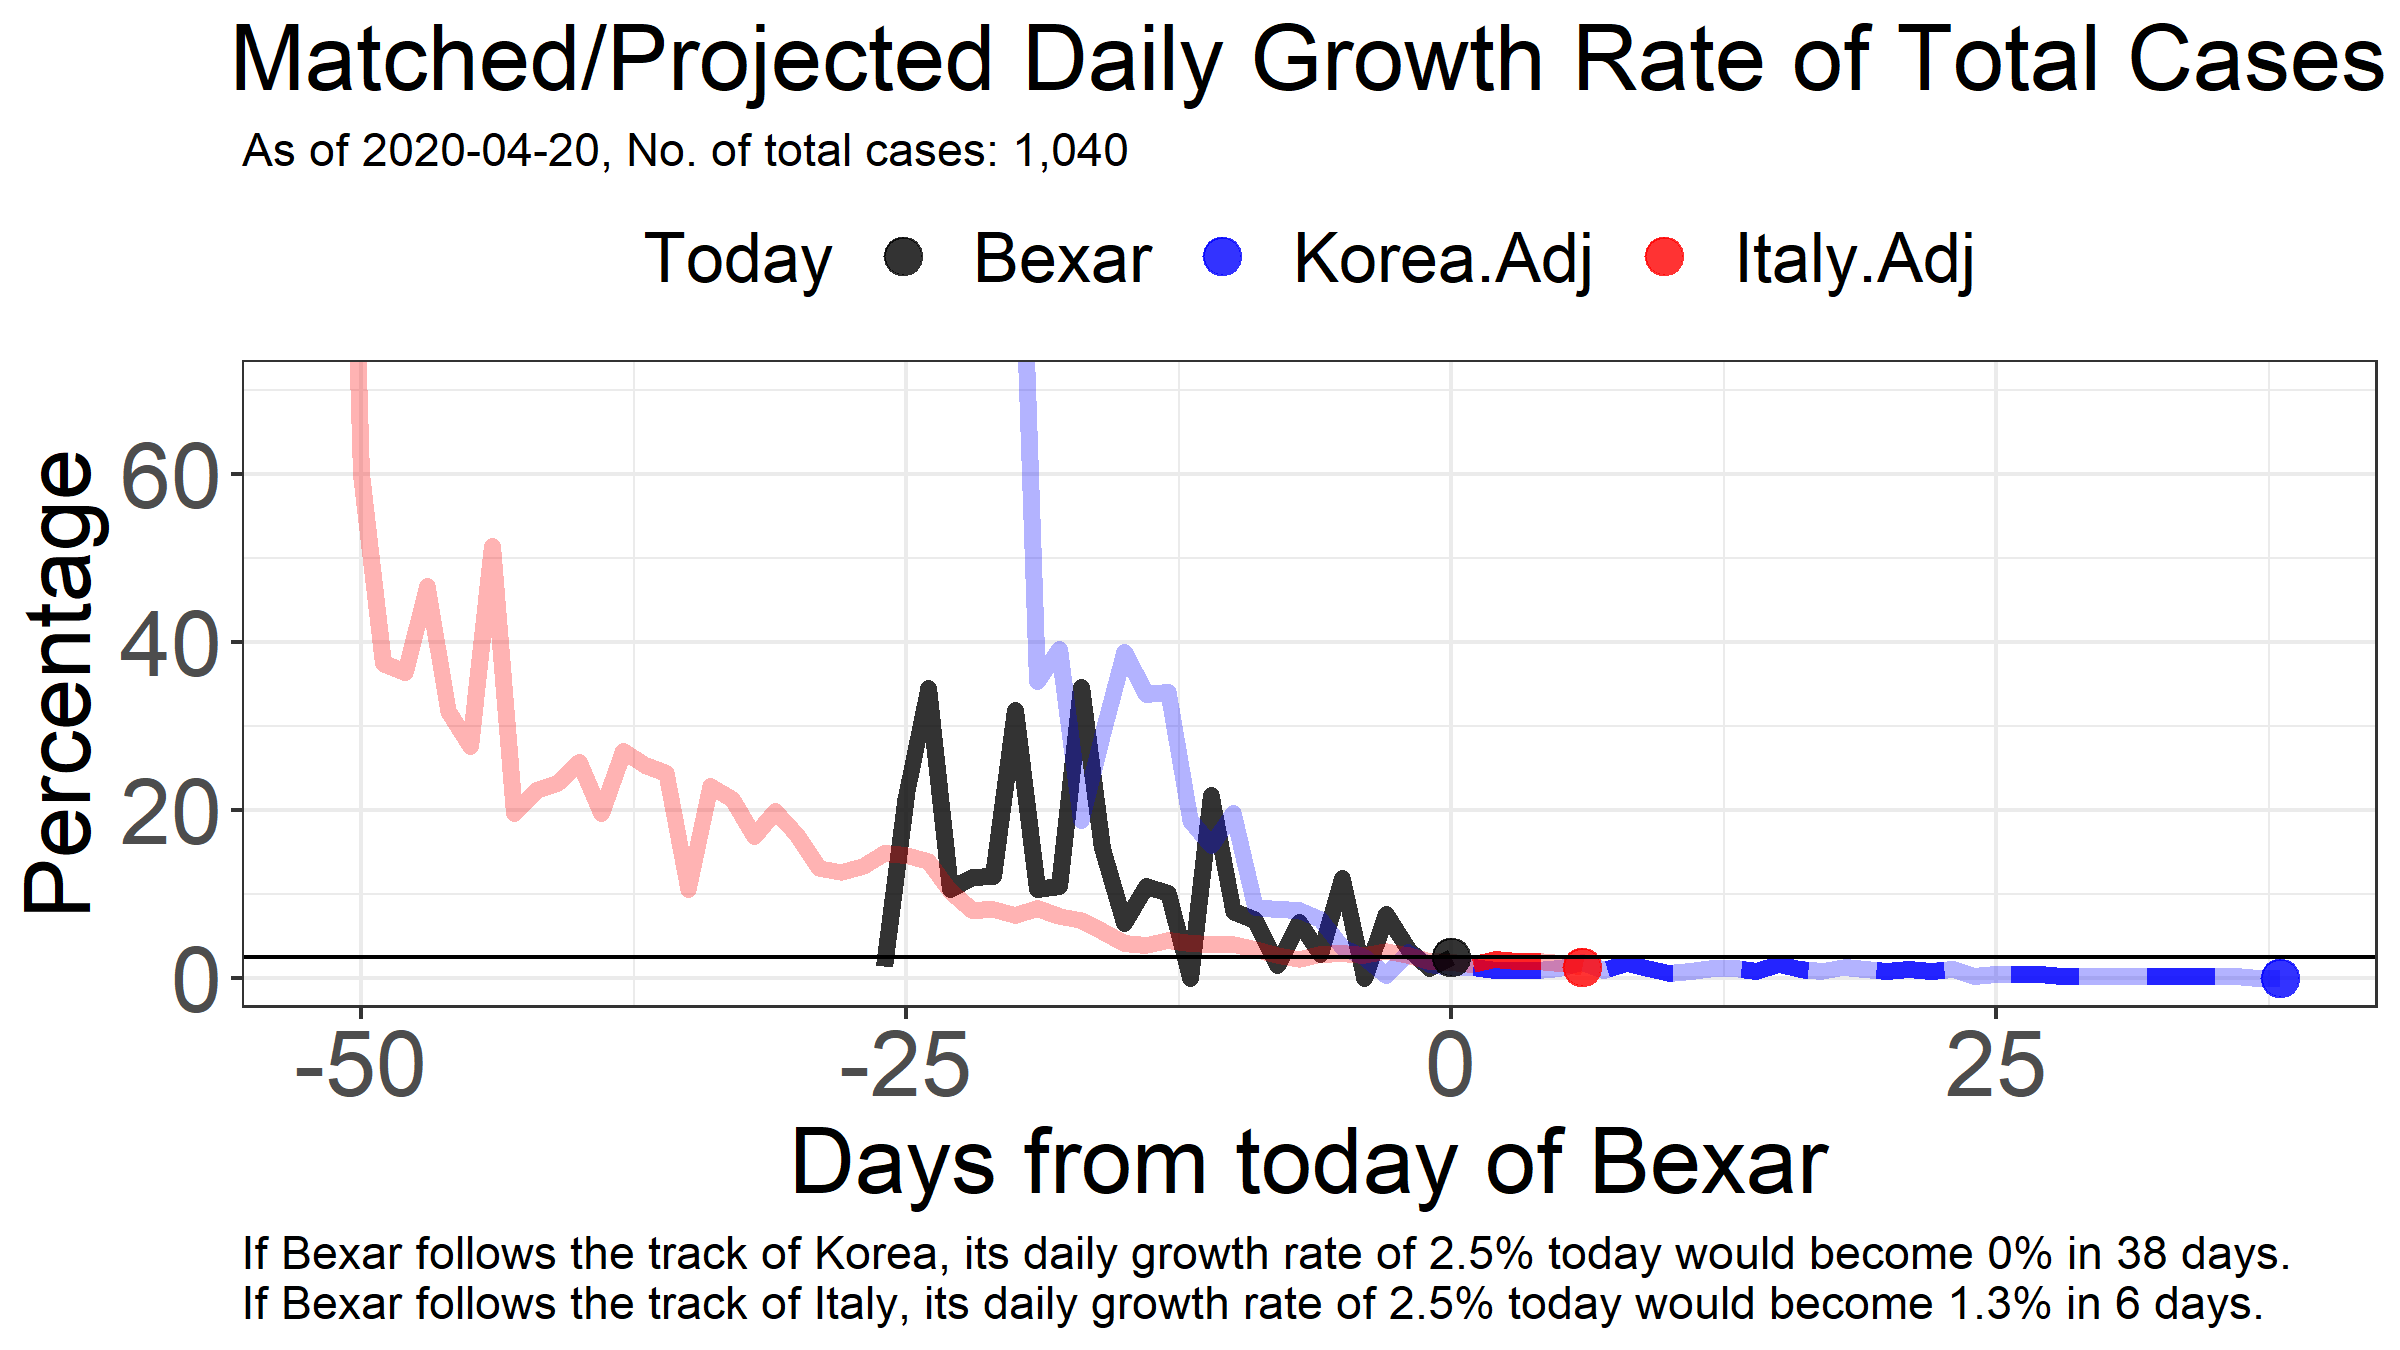 Matched/Projected Daily Growth Rate of Total Cases
As of 2020-04-20, No. of total cases: 1,040
Today Bexar Korea.Adj Italy.Adj
Percentage
60
40
20
0
-50 -25 0 25
Days from today of Bexar
If Bexar follows the track of Korea, its daily growth rate of 2.5% today would become 0% in 38 days.
If Bexar follows the track of Italy, its daily growth rate of 2.5% today would become 1.3% in 6 days.